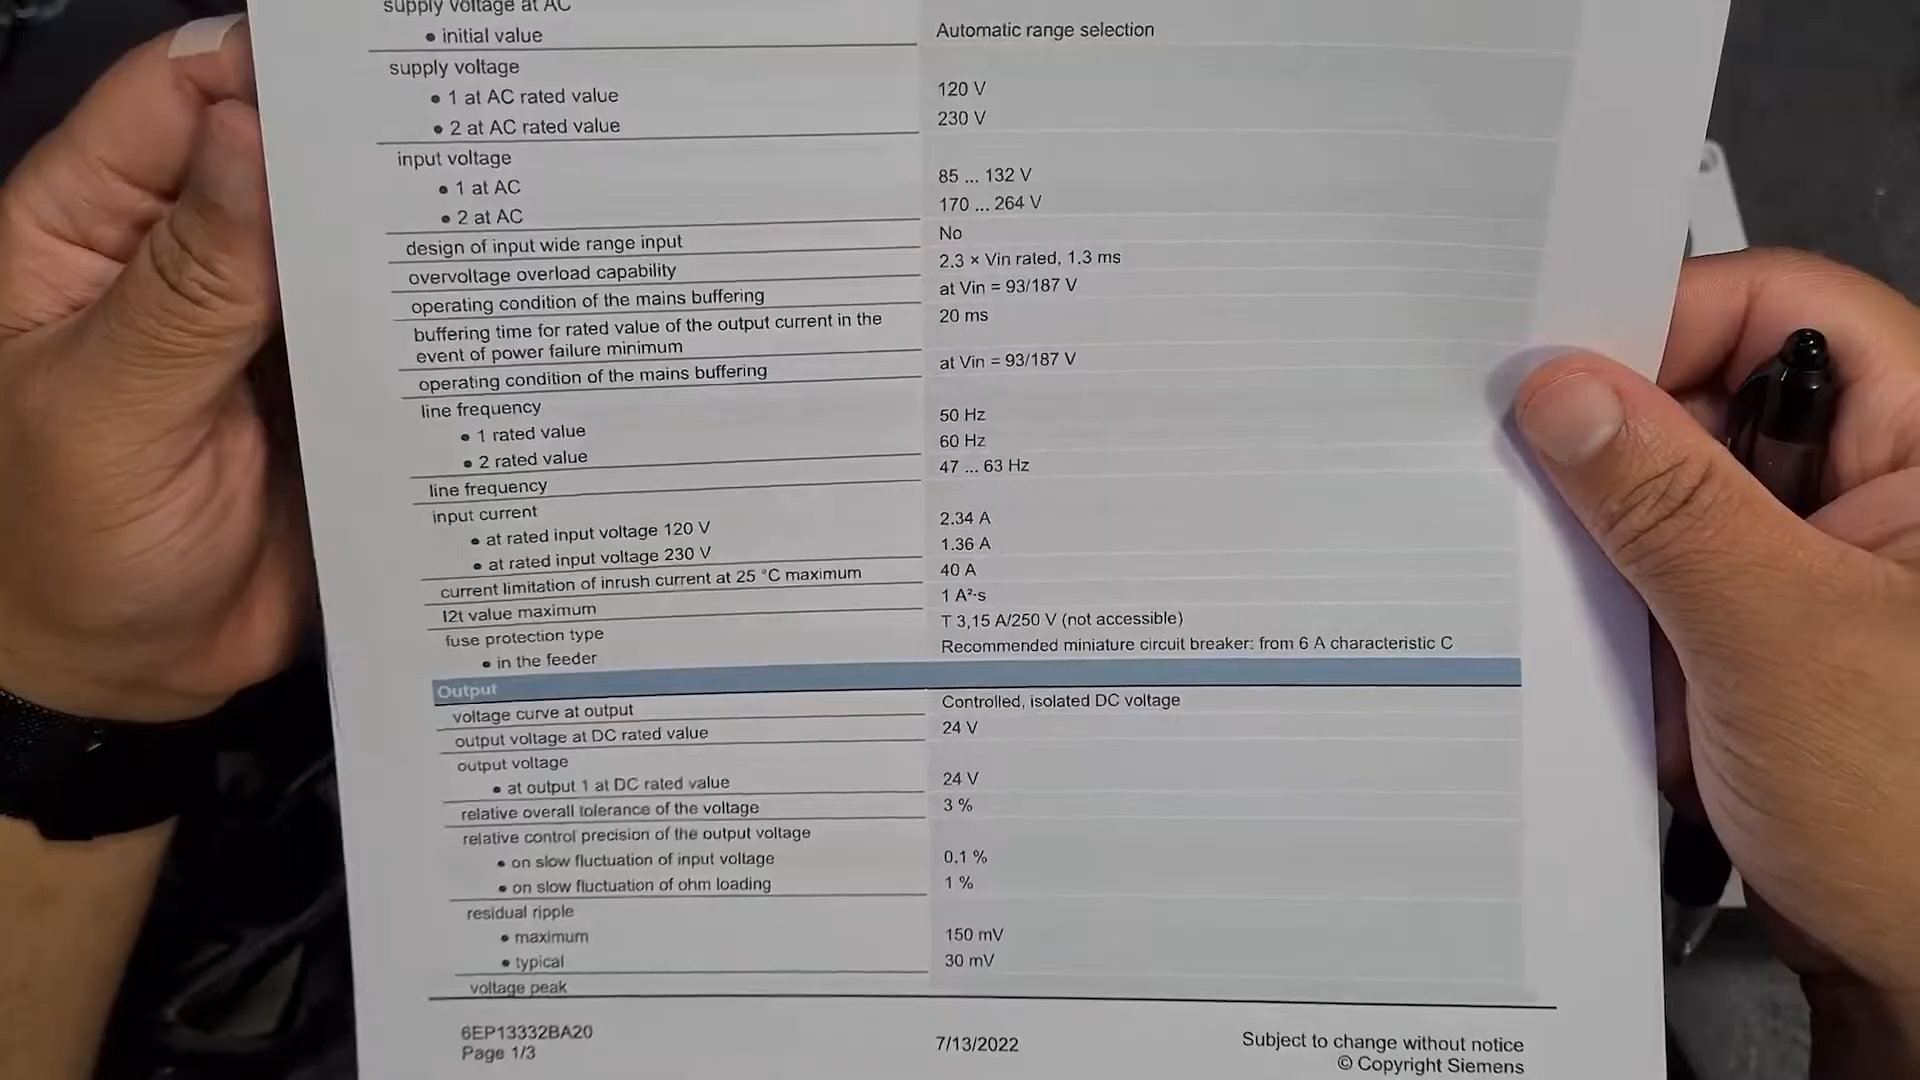 supply voltage at AC
• initial value Automatic range selection
supply voltage
• 1 at AC rated value 120 V
• 2 at AC rated value 230 V
input voltage
• 1 at AC 85 ... 132 V
• 2 at AC 170 ... 264 V
design of input wide range input No
overvoltage overload capability 2.3 × Vin rated, 1.3 ms
operating condition of the mains buffering at Vin = 93/187 V
buffering time for rated value of the output current in the 20 ms
event of power failure minimum
operating condition of the mains buffering at Vin = 93/187 V
line frequency
• 1 rated value 50 Hz
• 2 rated value 60 Hz
line frequency 47 ... 63 Hz
input current
• at rated input voltage 120 V 2.34 A
• at rated input voltage 230 V 1.36 A
current limitation of inrush current at 25 °C maximum 40 A
I2t value maximum 1 A²·s
fuse protection type T 3,15 A/250 V (not accessible)
• in the feeder Recommended miniature circuit breaker: from 6 A characteristic C
Output
voltage curve at output Controlled, isolated DC voltage
output voltage at DC rated value 24 V
output voltage
• at output 1 at DC rated value 24 V
relative overall tolerance of the voltage 3 %
relative control precision of the output voltage
• on slow fluctuation of input voltage 0.1 %
• on slow fluctuation of ohm loading 1 %
residual ripple
• maximum 150 mV
• typical 30 mV
voltage peak
6EP13332BA20 7/13/2022 Subject to change without notice
Page 1/3 © Copyright Siemens